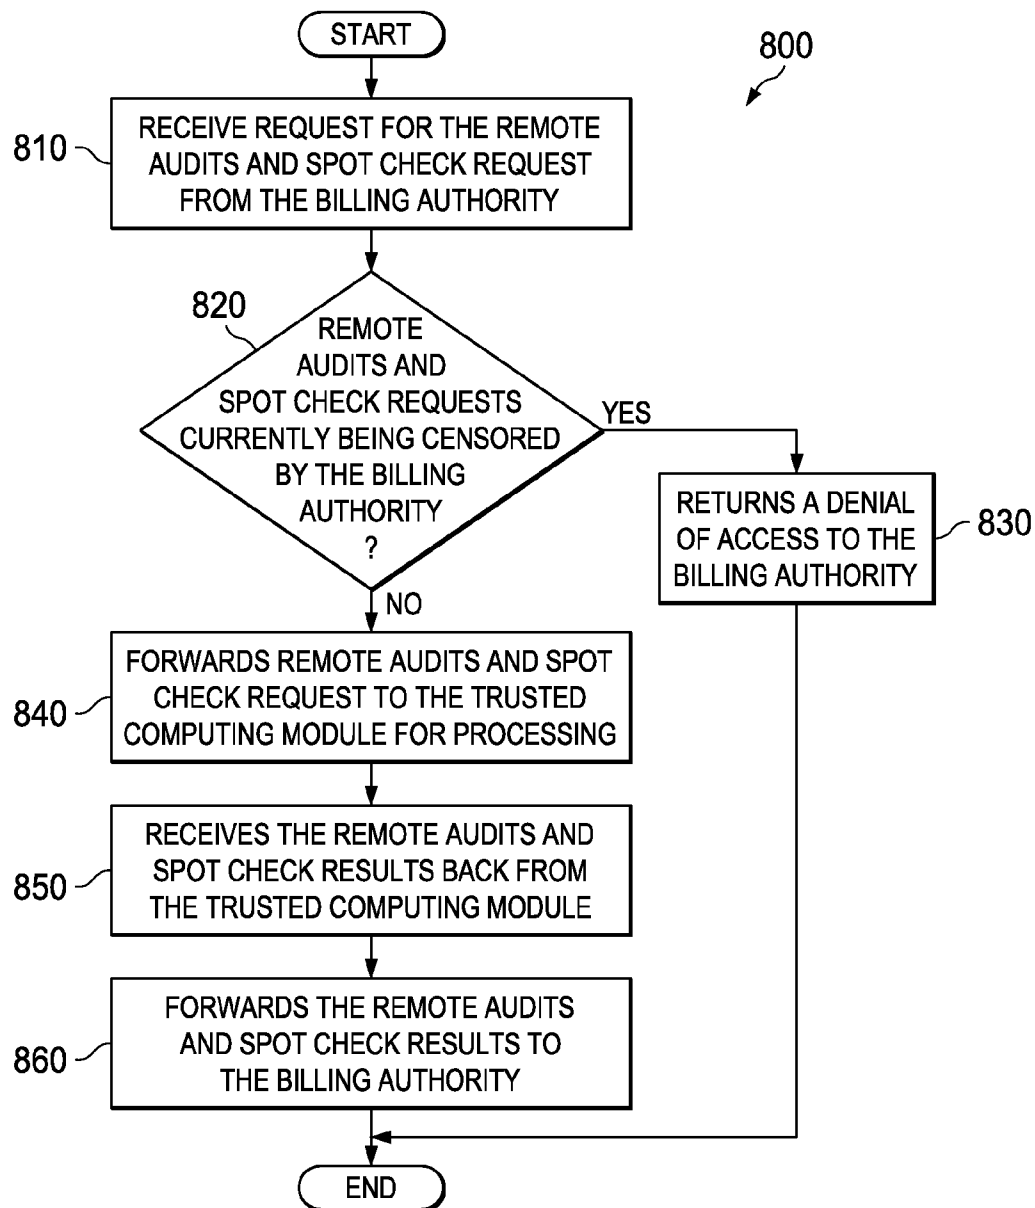 START
800
810
RECEIVE REQUEST FOR THE REMOTE
AUDITS AND SPOT CHECK REQUEST
FROM THE BILLING AUTHORITY
820
REMOTE
AUDITS AND
SPOT CHECK REQUESTS
CURRENTLY BEING CENSORED
BY THE BILLING
AUTHORITY
?
YES
RETURNS A DENIAL
OF ACCESS TO THE
BILLING AUTHORITY
830
NO
840
FORWARDS REMOTE AUDITS AND SPOT
CHECK REQUEST TO THE TRUSTED
COMPUTING MODULE FOR PROCESSING
850
RECEIVES THE REMOTE AUDITS AND
SPOT CHECK RESULTS BACK FROM
THE TRUSTED COMPUTING MODULE
860
FORWARDS THE REMOTE AUDITS
AND SPOT CHECK RESULTS TO
THE BILLING AUTHORITY
END